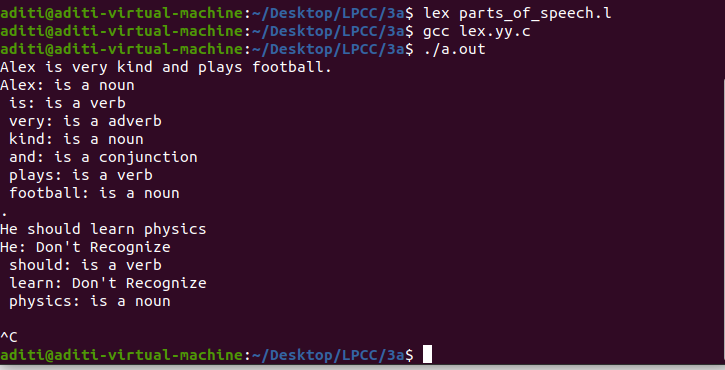 aditi@aditi-virtual-machine:~/Desktop/LPCC/3a$ lex parts_of_speech.l
aditi@aditi-virtual-machine:~/Desktop/LPCC/3a$ gcc lex.yy.c
aditi@aditi-virtual-machine:~/Desktop/LPCC/3a$ ./a.out
Alex is very kind and plays football.
Alex: is a noun
 is: is a verb
 very: is a adverb
 kind: is a noun
 and: is a conjunction
 plays: is a verb
 football: is a noun
.
He should learn physics
He: Don't Recognize
 should: is a verb
 learn: Don't Recognize
 physics: is a noun

^C
aditi@aditi-virtual-machine:~/Desktop/LPCC/3a$